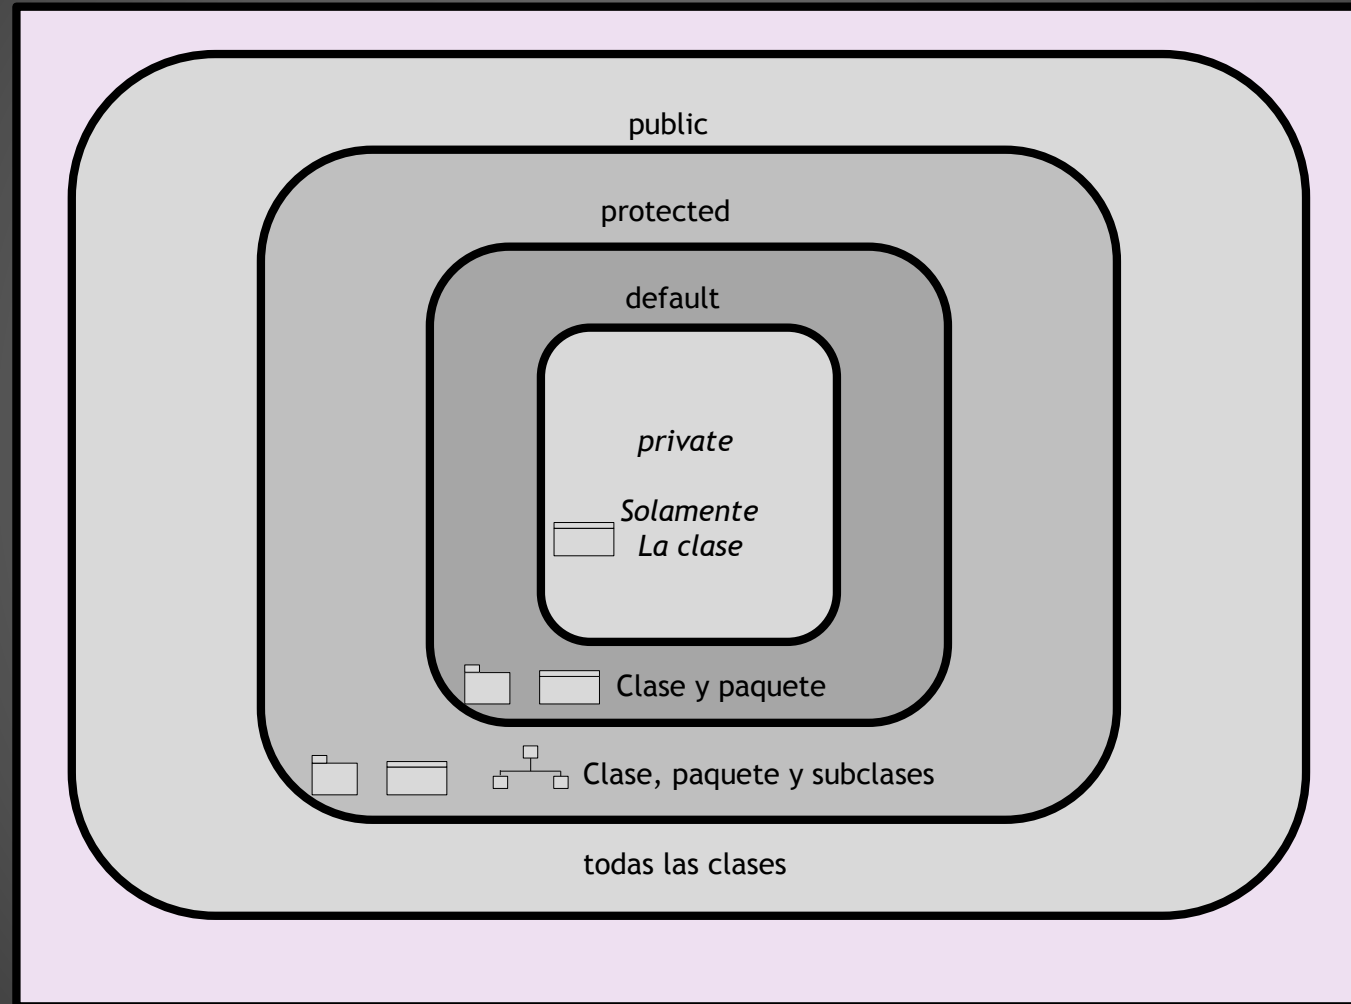 public
protected
default
private
Solamente
La clase
Clase y paquete
Clase, paquete y subclases
todas las clases